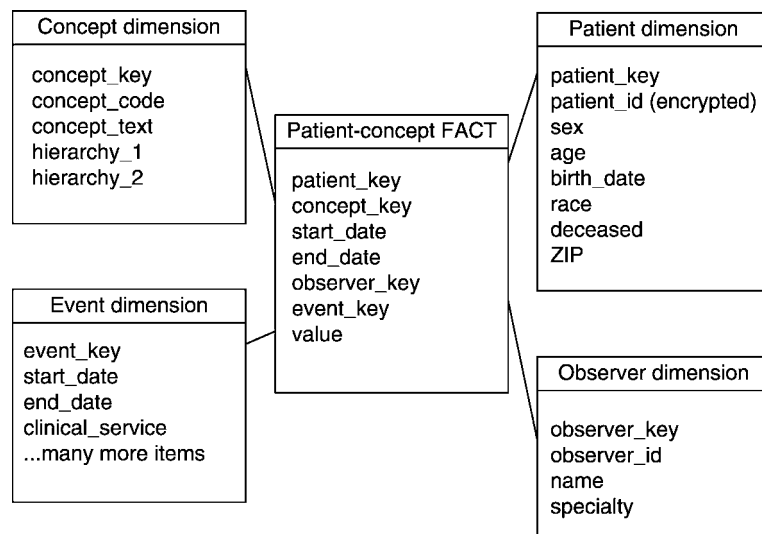 Concept dimension
concept_key
concept_code
concept_text
hierarchy_1
hierarchy_2
Patient-concept FACT
patient_key
concept_key
start_date
end_date
observer_key
event_key
value
Patient dimension
patient_key
patient_id (encrypted)
sex
age
birth_date
race
deceased
ZIP
Event dimension
event_key
start_date
end_date
clinical_service
...many more items
Observer dimension
observer_key
observer_id
name
specialty